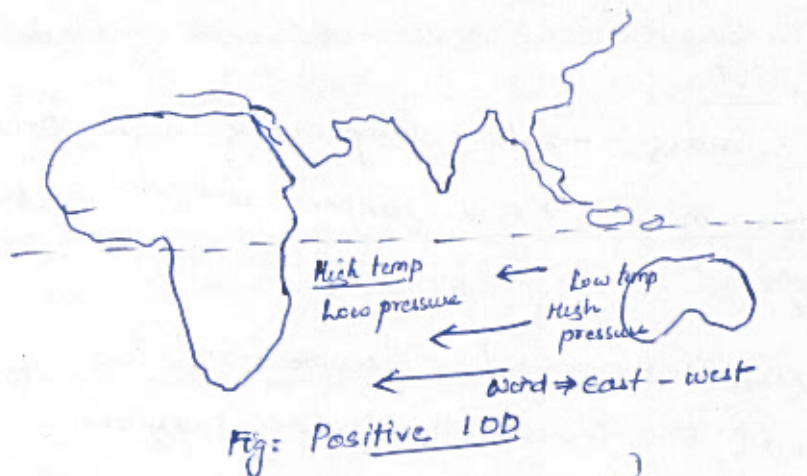 High temp
Low pressure
Low temp
High
pressure
Wind ⇒ East - West
Fig: Positive IOD